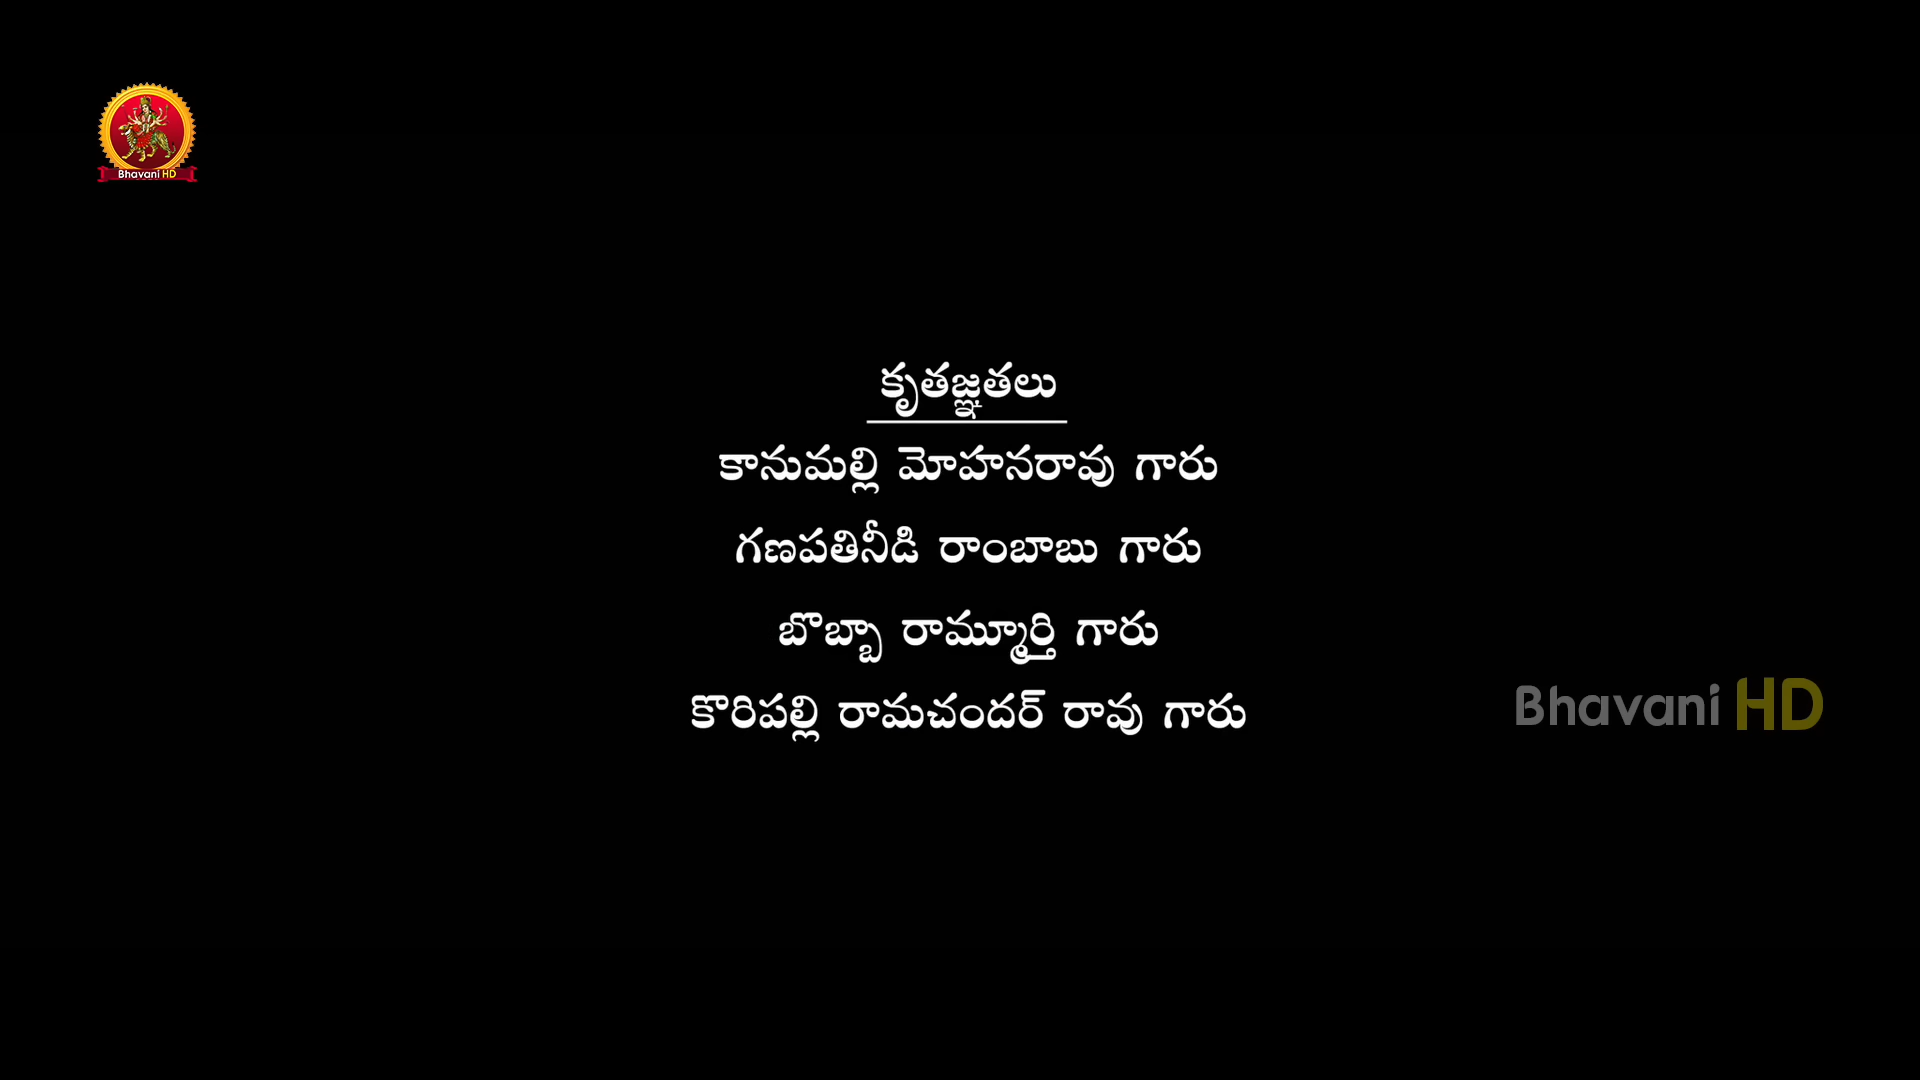 Bhavani HD
కృతజ్ఞతలు
కానుమల్లి మోహనరావు గారు
గణపతినీడి రాంబాబు గారు
బొబ్బా రామ్మూర్తి గారు
కొరిపల్లి రామచందర్ రావు గారు
Bhavani HD